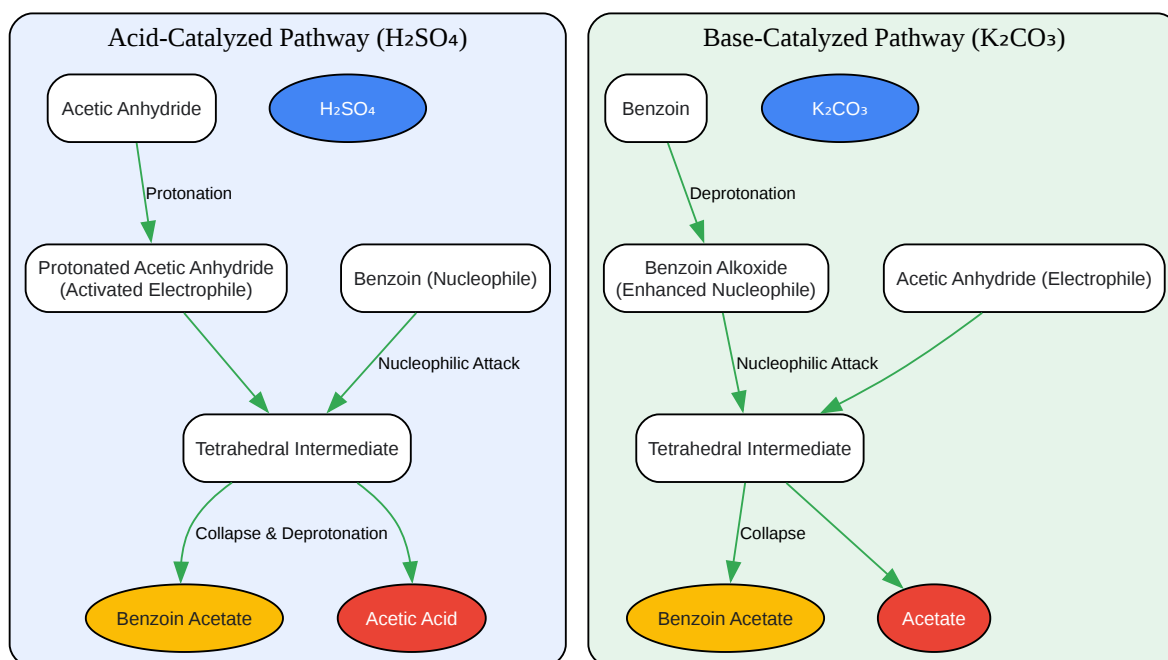 Acid-Catalyzed Pathway (H₂SO₄)
Acetic Anhydride
H₂SO₄
Protonation
Protonated Acetic Anhydride
(Activated Electrophile)
Benzoin (Nucleophile)
Nucleophilic Attack
Tetrahedral Intermediate
Collapse & Deprotonation
Benzoin Acetate
Acetic Acid
Base-Catalyzed Pathway (K₂CO₃)
Benzoin
K₂CO₃
Deprotonation
Benzoin Alkoxide
(Enhanced Nucleophile)
Acetic Anhydride (Electrophile)
Nucleophilic Attack
Tetrahedral Intermediate
Collapse
Benzoin Acetate
Acetate